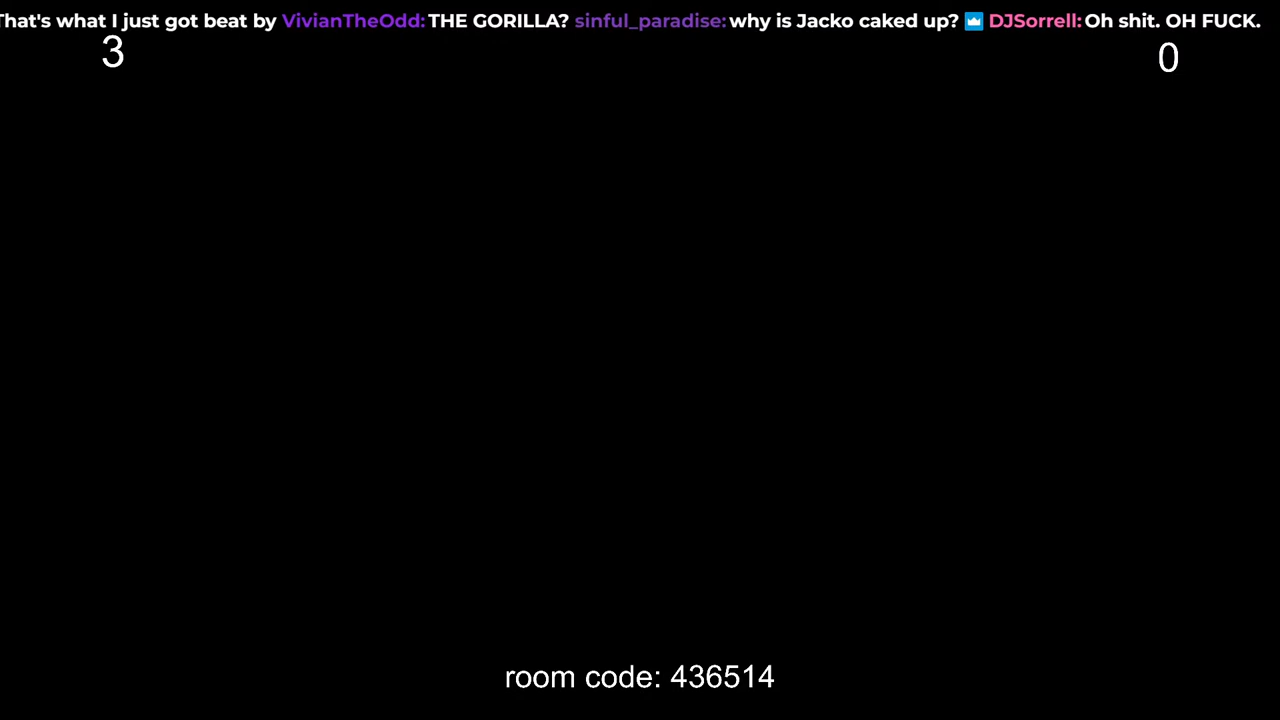 That's what I just got beat by VivianTheOdd: THE GORILLA? sinful_paradise: why is Jacko caked up? DJSorrell: Oh shit. OH FUCK.
3
0
room code: 436514